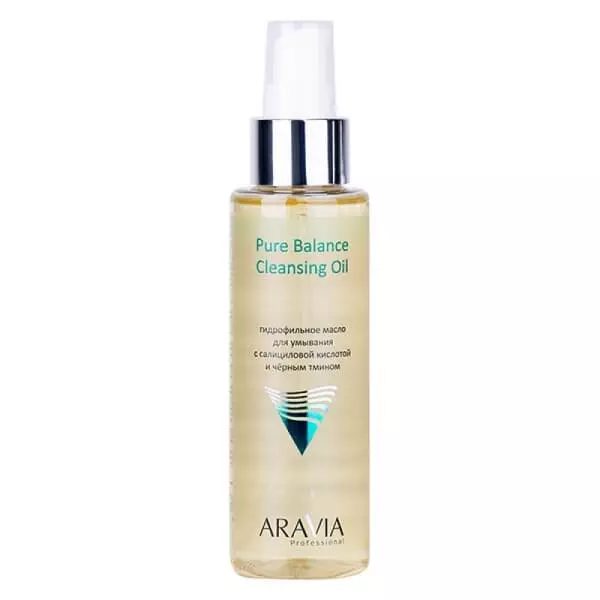 Pure Balance
Cleansing Oil
гидрофильное масло
для умывания
с салициловой кислотой
и чёрным тмином
ARAVIA
Professional